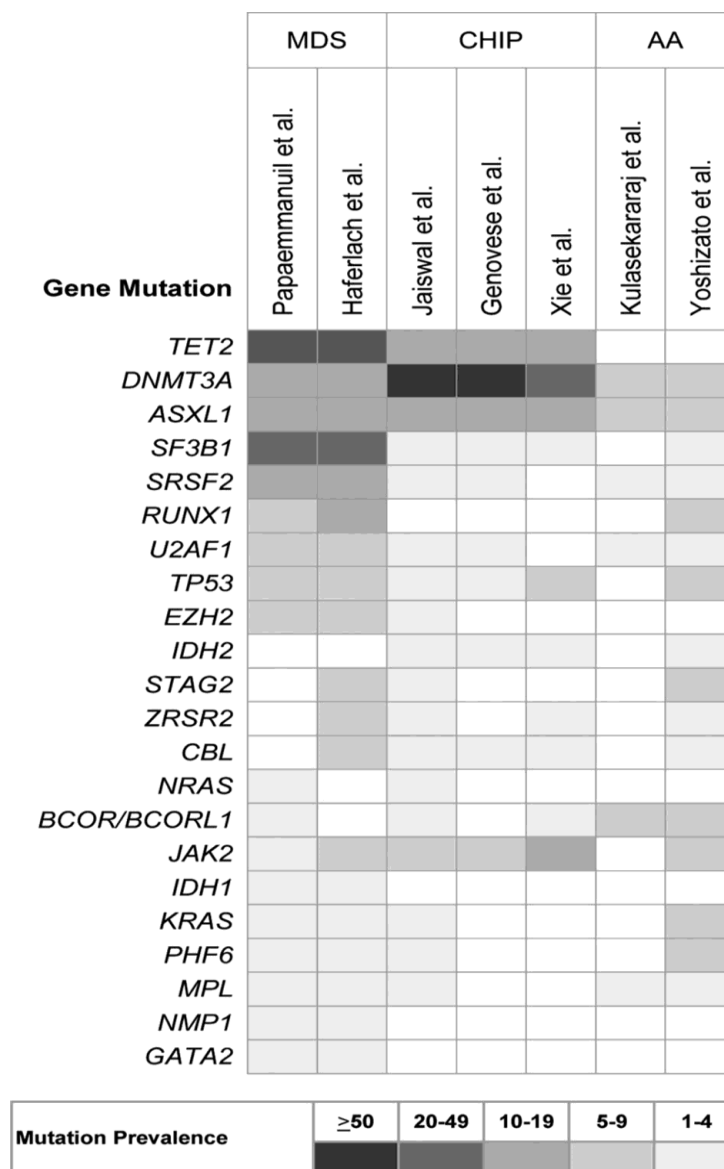 MDS CHIP AA
Papaemmanuil et al.
Haferlach et al.
Jaiswal et al.
Genovese et al.
Xie et al.
Kulasekararaj et al.
Yoshizato et al.
Gene Mutation
TET2
DNMT3A
ASXL1
SF3B1
SRSF2
RUNX1
U2AF1
TP53
EZH2
IDH2
STAG2
ZRSR2
CBL
NRAS
BCOR/BCORL1
JAK2
IDH1
KRAS
PHF6
MPL
NMP1
GATA2
Mutation Prevalence ≥50 20-49 10-19 5-9 1-4